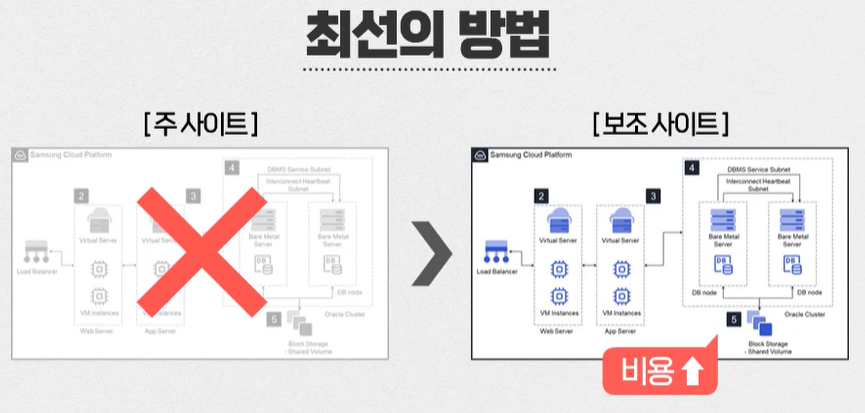 최선의 방법
[ 주 사이트 ]
Samsung Cloud Platform
4
DBMS Service Subnet
Interconnect Heartbeat
Subnet
2
3
Virtual Server
Bare Metal
Server
Bare Metal
Server
Load Balancer
DB
DB
VM Instances
VM Instances
DB node
Web Server
App Server
5
Oracle Cluster
Block Storage
- Shared Volume
[ 보조 사이트 ]
Samsung Cloud Platform
4
DBMS Service Subnet
Interconnect Heartbeat
Subnet
2
3
Virtual Server
Virtual Server
Bare Metal
Server
Bare Metal
Server
Load Balancer
DB
DB
DB node
DB node
VM Instances
VM Instances
Web Server
App Server
5
Oracle Cluster
Block Storage
- Shared Volume
비용